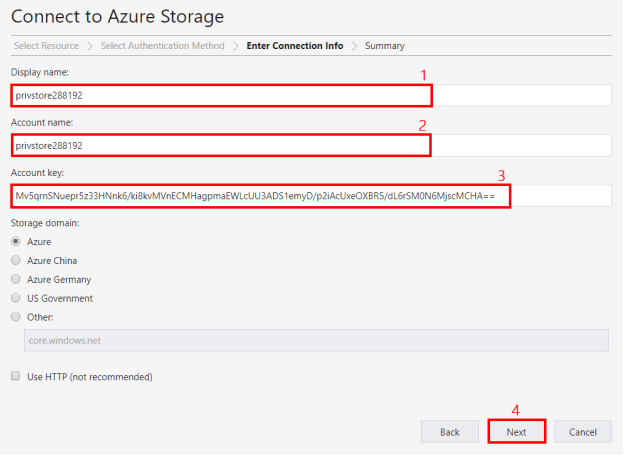 Connect to Azure Storage
Select Resource > Select Authentication Method > Enter Connection Info > Summary
Display name:
1
privstore288192
Account name:
2
privstore288192
Account key:
3
Mv5qrnSNuepr5z33HNnk6/ki8kvMVnECMHagpmaEWLcUU3ADS1emyD/p2iAcUxeOXBR5/dL6rSM0N6MjscMCHA==
Storage domain:
Azure
Azure China
Azure Germany
US Government
Other:
core.windows.net
Use HTTP (not recommended)
4
Back Next Cancel